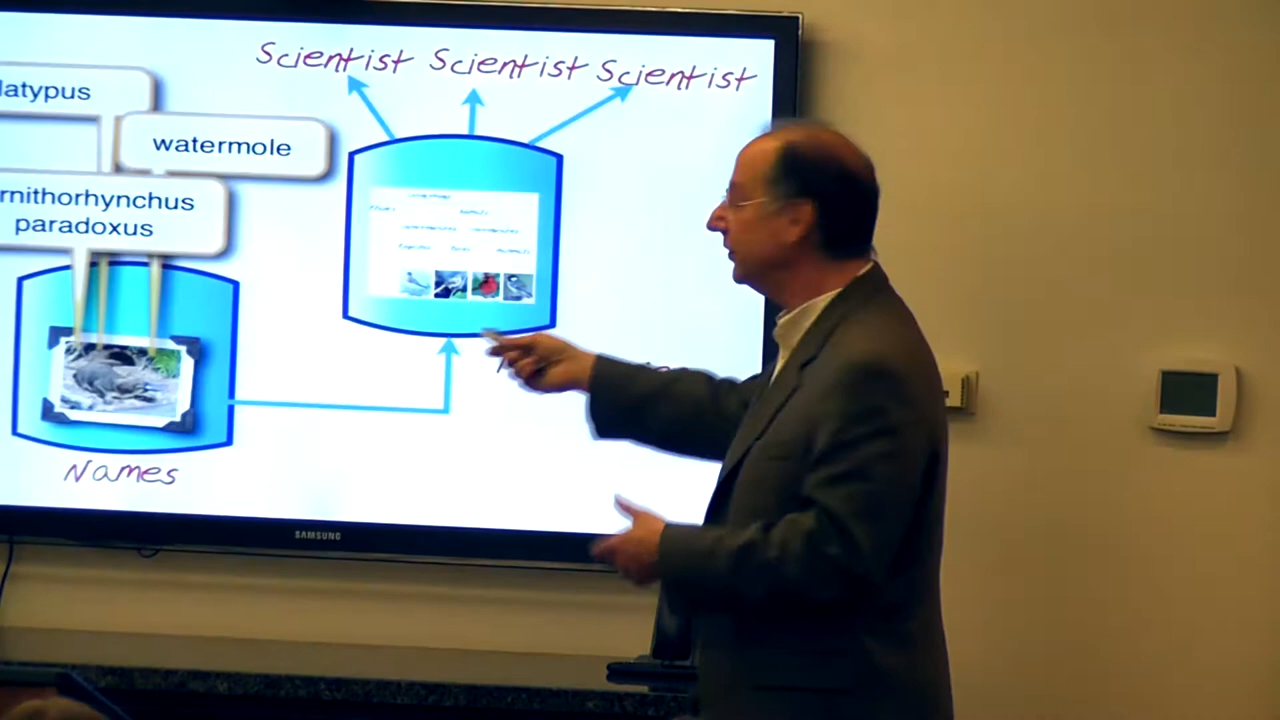 Scientist Scientist Scientist
latypus
watermole
rnithorhynchus
paradoxus
Names
SAMSUNG